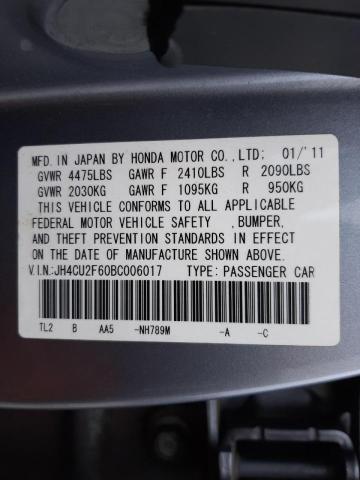 MFD. IN JAPAN BY HONDA MOTOR CO., LTD; 01/'11
GVWR 4475LBS GAWR F 2410LBS R 2090LBS
GVWR 2030KG GAWR F 1095KG R 950KG
THIS VEHICLE CONFORMS TO ALL APPLICABLE
FEDERAL MOTOR VEHICLE SAFETY ,BUMPER,
AND THEFT PREVENTION STANDARDS IN EFFECT
ON THE DATE OF MANUFACTURE SHOWN ABOVE.
V.I.N:JH4CU2F60BC006017 TYPE: PASSENGER CAR
TL2 B AA5 -NH789M -A -C